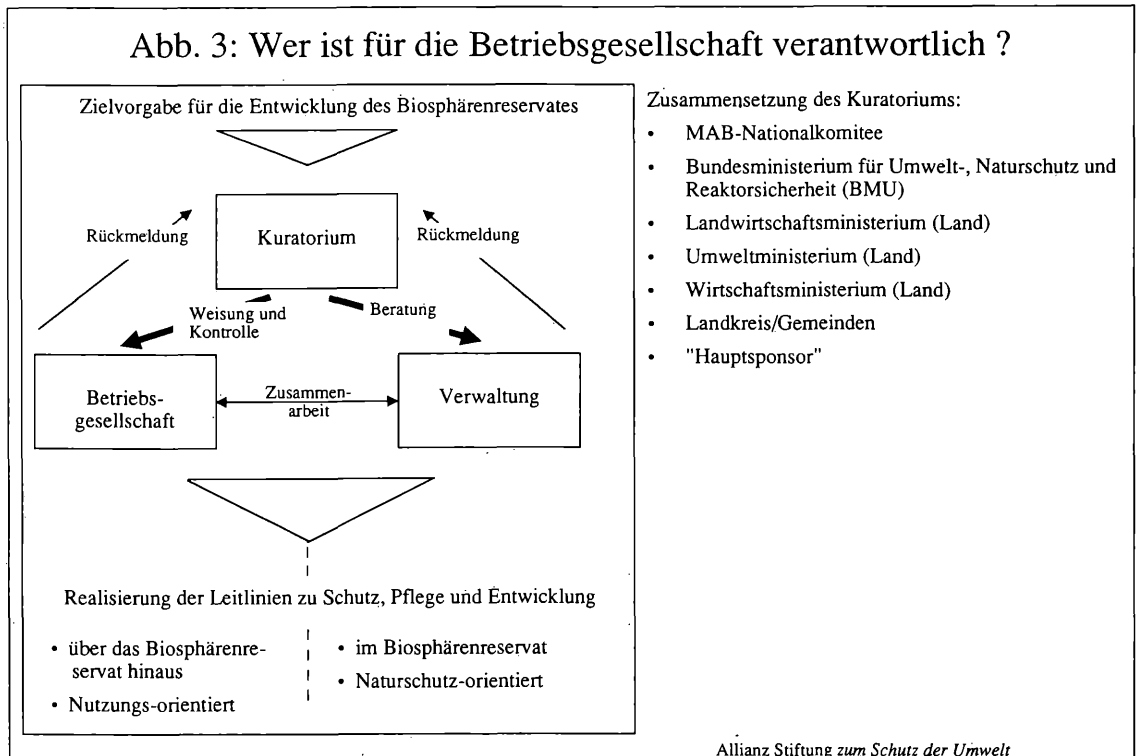 Abb. 3: Wer ist für die Betriebsgesellschaft verantwortlich ?
Zielvorgabe für die Entwicklung des Biosphärenreservates
Rückmeldung
Kuratorium
Rückmeldung
Weisung und
Kontrolle
Beratung
Betriebs-
gesellschaft
Zusammen-
arbeit
Verwaltung
Realisierung der Leitlinien zu Schutz, Pflege und Entwicklung
• über das Biosphärenre-
servat hinaus
• Nutzungs-orientiert
• im Biosphärenreservat
• Naturschutz-orientiert
Zusammensetzung des Kuratoriums:
• MAB-Nationalkomitee
• Bundesministerium für Umwelt-, Naturschutz und
Reaktorsicherheit (BMU)
• Landwirtschaftsministerium (Land)
• Umweltministerium (Land)
• Wirtschaftsministerium (Land)
• Landkreis/Gemeinden
• "Hauptsponsor"
Allianz Stiftung zum Schutz der Umwelt